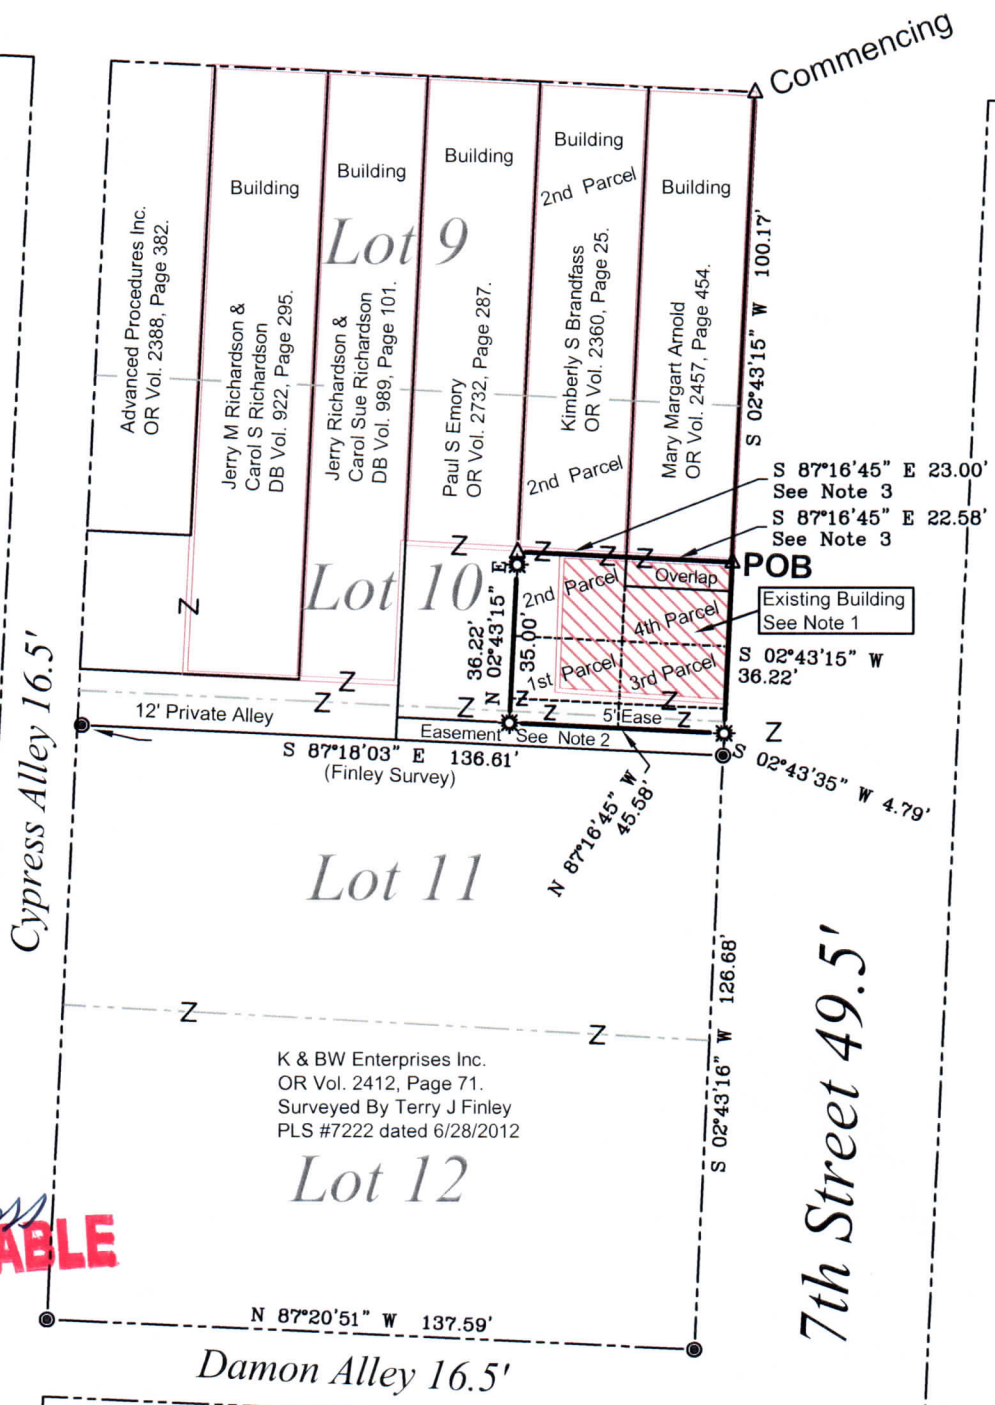 Commencing
Building
Building
Building
Building
Building
2nd Parcel
Lot 9
Advanced Procedures Inc.
OR Vol. 2388, Page 382.
Jerry M Richardson &
Carol S Richardson
DB Vol. 922, Page 295.
Jerry Richardson &
Carol Sue Richardson
DB Vol. 989, Page 101.
Paul S Emory
OR Vol. 2732, Page 287.
Kimberly S Brandfass
OR Vol. 2360, Page 25.
Mary Margart Arnold
OR Vol. 2457, Page 454.
S 02°43'15" W 100.17'
2nd Parcel
S 87°16'45" E 23.00'
See Note 3
S 87°16'45" E 22.58'
See Note 3
Z
Z
Z
Z
POB
Lot 10
Z
36.22'
N 02°43'15" E
35.00'
2nd Parcel
Overlap
4th Parcel
1st Parcel
3rd Parcel
Existing Building
See Note 1
S 02°43'15" W
36.22'
Z
Z
Z
Z
Z
Z
Z
Z
12' Private Alley
5' Ease
Easement See Note 2
S 87°18'03" E 136.61'
(Finley Survey)
S 02°43'35" W 4.79'
N 87°16'45" W
45.58'
Cypress Alley 16.5'
Lot 11
S 02°43'16" W 126.68'
7th Street 49.5'
Z
Z
K & BW Enterprises Inc.
OR Vol. 2412, Page 71.
Surveyed By Terry J Finley
PLS #7222 dated 6/28/2012
Lot 12
ABLE
N 87°20'51" W 137.59'
Damon Alley 16.5'